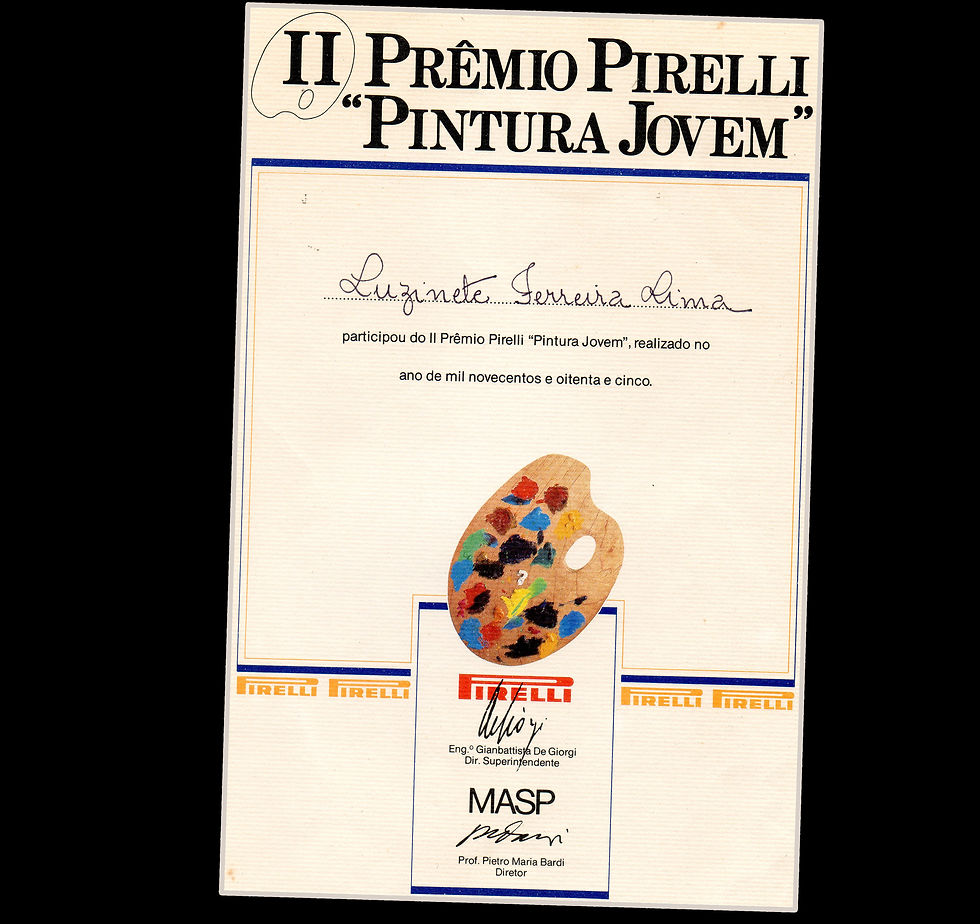 II PRÊMIO PIRELLI
“PINTURA JOVEM”
Luzinete Ferreira Lima
participou do II Prêmio Pirelli “Pintura Jovem”, realizado no
ano de mil novecentos e oitenta e cinco.
PIRELLI PIRELLI PIRELLI PIRELLI PIRELLI
Eng.º Gianbattista De Giorgi
Dir. Superintendente
MASP
Prof. Pietro Maria Bardi
Diretor